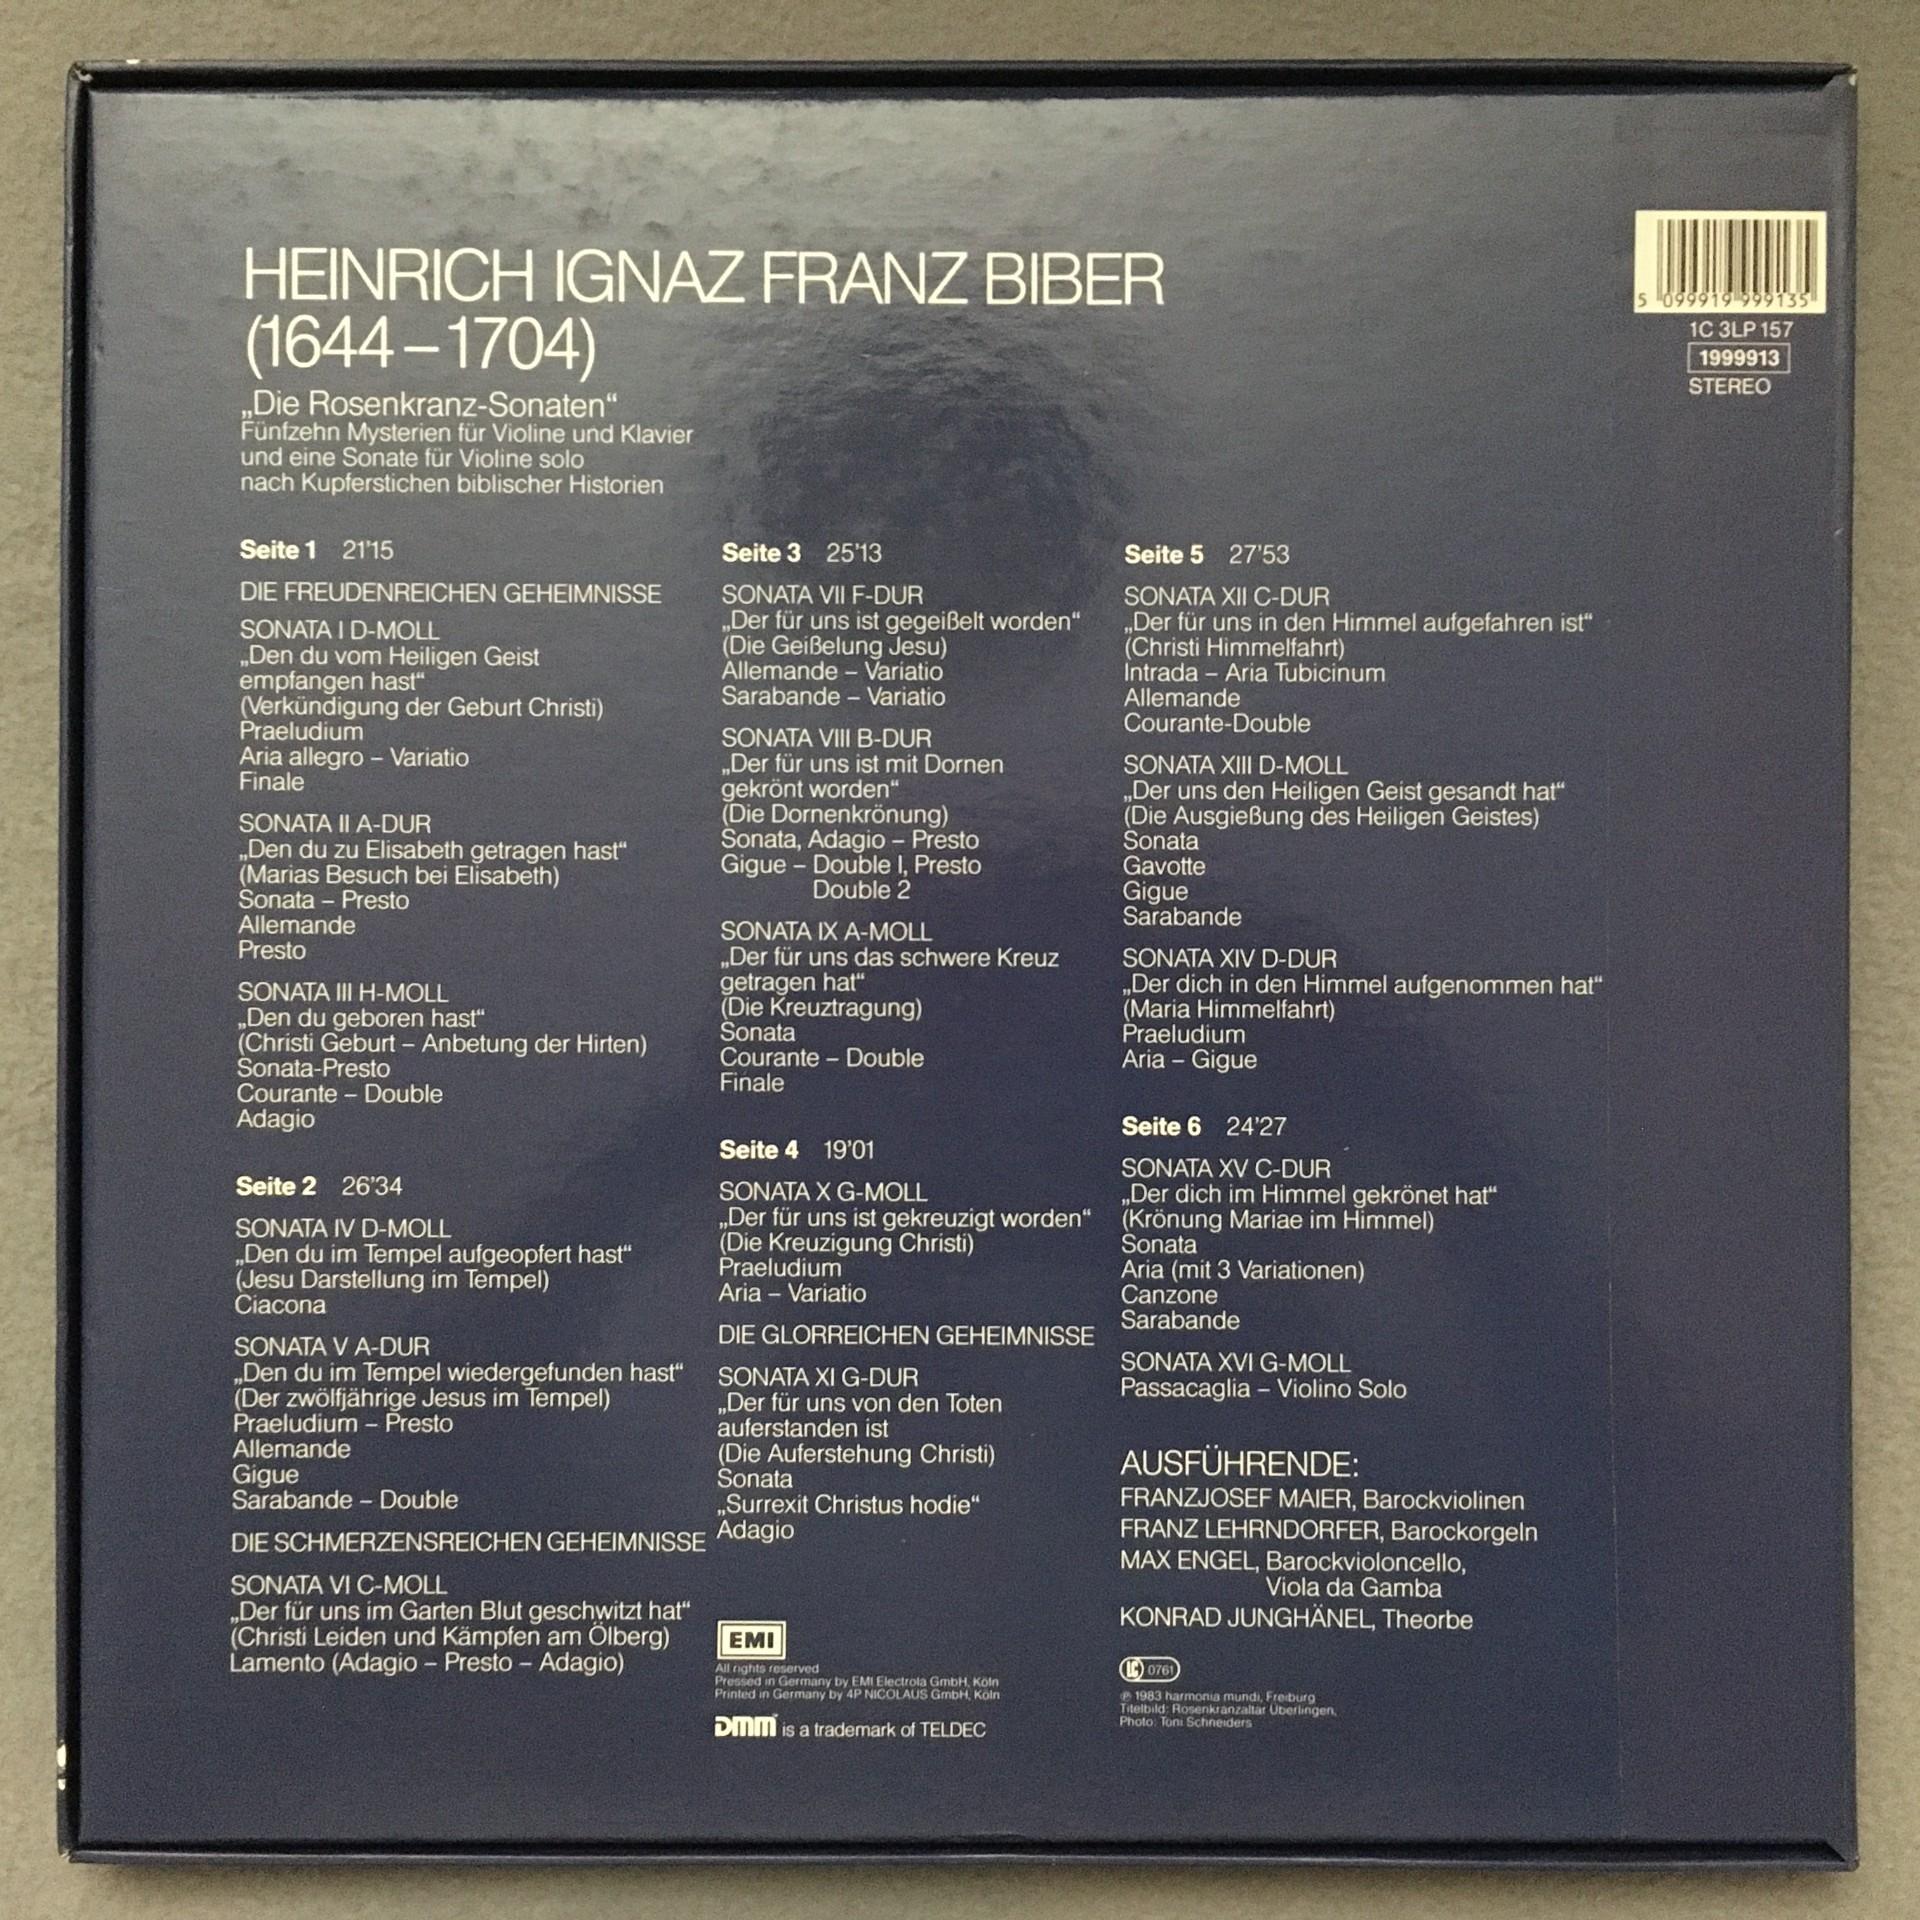 HEINRICH IGNAZ FRANZ BIBER
(1644–1704)
„Die Rosenkranz-Sonaten“
Fünfzehn Mysterien für Violine und Klavier
und eine Sonate für Violine solo
nach Kupferstichen biblischer Historien
5 099919 999135
1C 3LP 157
1999913
STEREO
Seite 1 21'15
DIE FREUDENREICHEN GEHEIMNISSE
SONATA I D-MOLL
„Den du vom Heiligen Geist
empfangen hast“
(Verkündigung der Geburt Christi)
Praeludium
Aria allegro – Variatio
Finale
SONATA II A-DUR
„Den du zu Elisabeth getragen hast“
(Marias Besuch bei Elisabeth)
Sonata – Presto
Allemande
Presto
SONATA III H-MOLL
„Den du geboren hast“
(Christi Geburt – Anbetung der Hirten)
Sonata-Presto
Courante – Double
Adagio
Seite 2 26'34
SONATA IV D-MOLL
„Den du im Tempel aufgeopfert hast“
(Jesu Darstellung im Tempel)
Ciacona
SONATA V A-DUR
„Den du im Tempel wiedergefunden hast“
(Der zwölfjährige Jesus im Tempel)
Praeludium – Presto
Allemande
Gigue
Sarabande – Double
DIE SCHMERZENSREICHEN GEHEIMNISSE
SONATA VI C-MOLL
„Der für uns im Garten Blut geschwitzt hat“
(Christi Leiden und Kämpfen am Ölberg)
Lamento (Adagio – Presto – Adagio)
Seite 3 25'13
SONATA VII F-DUR
„Der für uns ist gegeißelt worden“
(Die Geißelung Jesu)
Allemande – Variatio
Sarabande – Variatio
SONATA VIII B-DUR
„Der für uns ist mit Dornen
gekrönt worden“
(Die Dornenkrönung)
Sonata, Adagio – Presto
Gigue – Double I, Presto
Double 2
SONATA IX A-MOLL
„Der für uns das schwere Kreuz
getragen hat“
(Die Kreuztragung)
Sonata
Courante – Double
Finale
Seite 4 19'01
SONATA X G-MOLL
„Der für uns ist gekreuzigt worden“
(Die Kreuzigung Christi)
Praeludium
Aria – Variatio
DIE GLORREICHEN GEHEIMNISSE
SONATA XI G-DUR
„Der für uns von den Toten
auferstanden ist
(Die Auferstehung Christi)
Sonata
„Surrexit Christus hodie“
Adagio
EMI
All rights reserved
Pressed in Germany by EMI Electrola GmbH, Köln
Printed in Germany by 4P NICOLAUS GmbH, Köln
DMM is a trademark of TELDEC
Seite 5 27'53
SONATA XII C-DUR
„Der für uns in den Himmel aufgefahren ist“
(Christi Himmelfahrt)
Intrada – Aria Tubicinum
Allemande
Courante-Double
SONATA XIII D-MOLL
„Der uns den Heiligen Geist gesandt hat“
(Die Ausgießung des Heiligen Geistes)
Sonata
Gavotte
Gigue
Sarabande
SONATA XIV D-DUR
„Der dich in den Himmel aufgenommen hat“
(Maria Himmelfahrt)
Praeludium
Aria – Gigue
Seite 6 24'27
SONATA XV C-DUR
„Der dich im Himmel gekrönet hat“
(Krönung Mariae im Himmel)
Sonata
Aria (mit 3 Variationen)
Canzone
Sarabande
SONATA XVI G-MOLL
Passacaglia – Violino Solo
AUSFÜHRENDE:
FRANZJOSEF MAIER, Barockviolinen
FRANZ LEHRNDORFER, Barockorgeln
MAX ENGEL, Barockvioloncello,
Viola da Gamba
KONRAD JUNGHÄNEL, Theorbe
LC 0761
℗ 1983 harmonia mundi, Freiburg
Titelbild: Rosenkranzaltar Überlingen,
Photo: Toni Schneiders